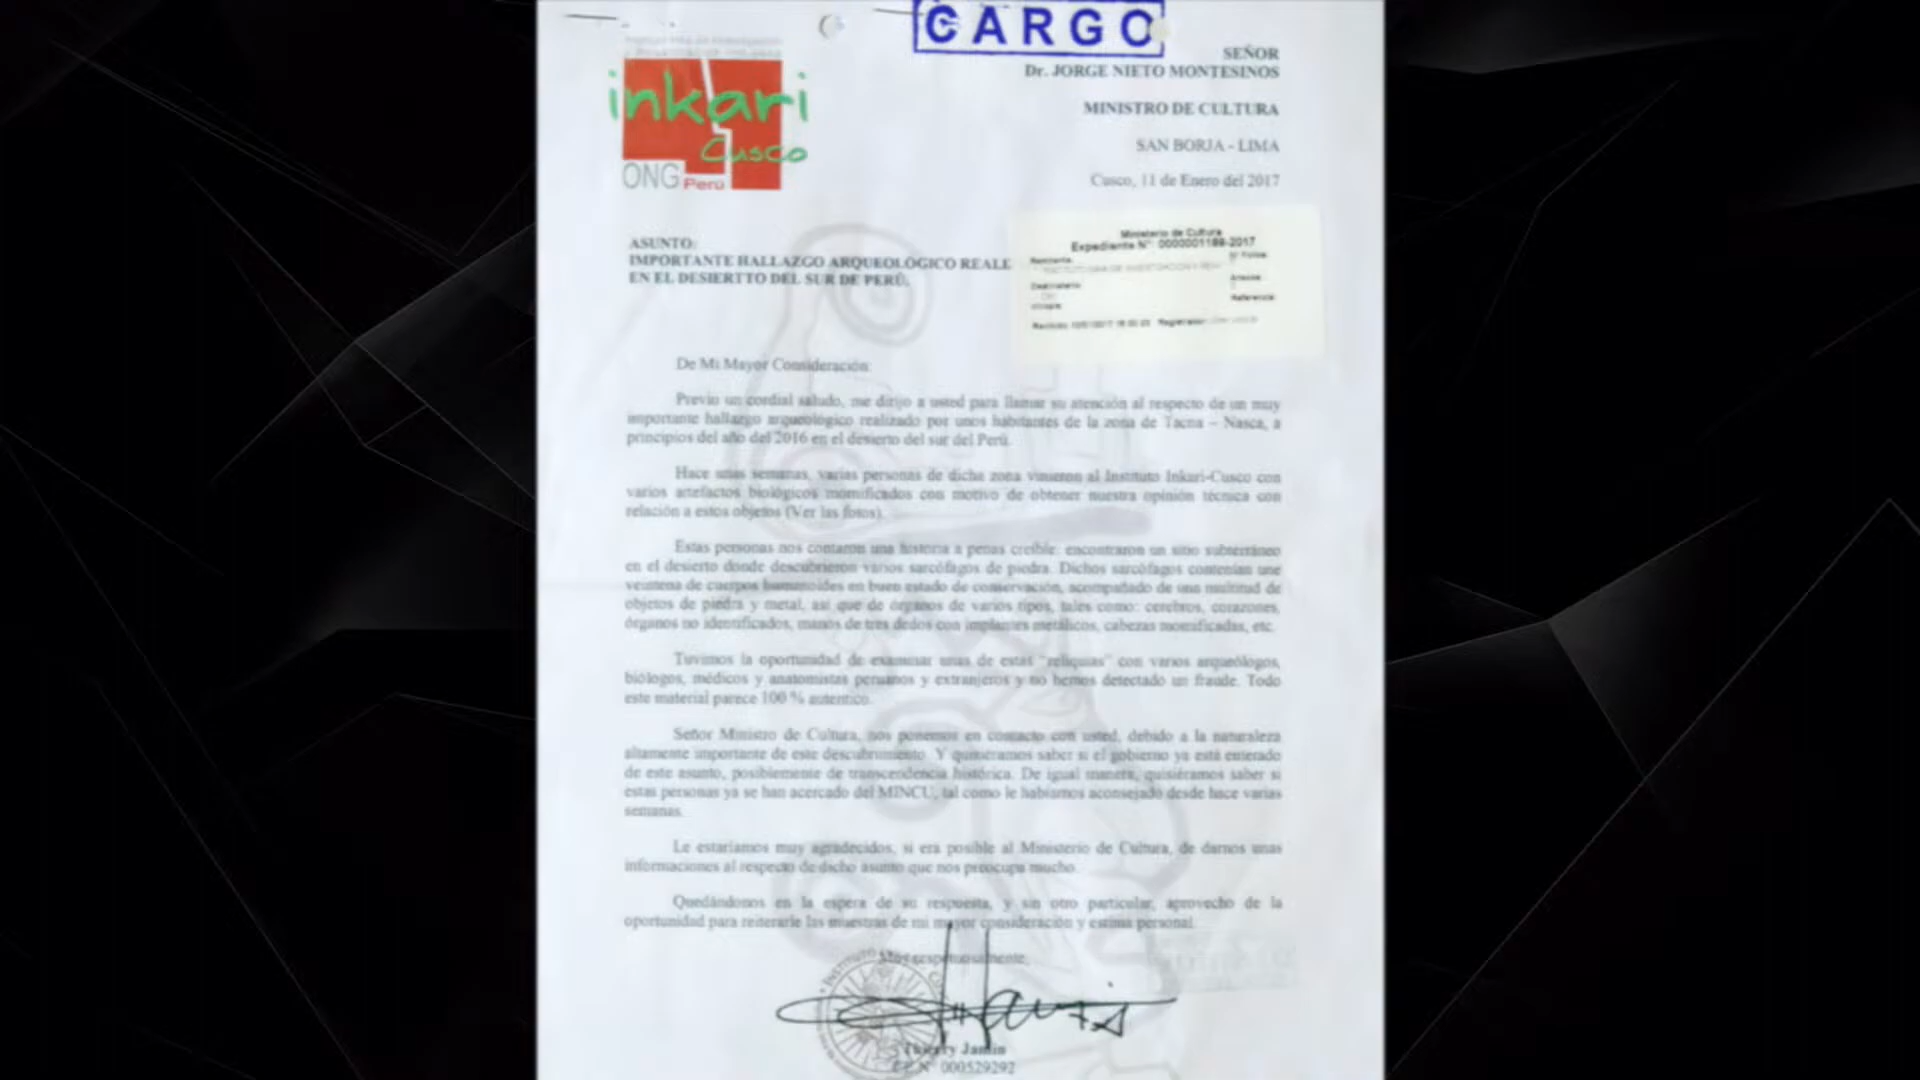 CARGO
inkari
Cusco
ONG Perú
SEÑOR
Dr. JORGE NIETO MONTESINOS
MINISTRO DE CULTURA
SAN BORJA - LIMA
Cusco, 11 de Enero del 2017
Ministerio de Cultura
Expediente N°: 0000001188-2017
ASUNTO:
IMPORTANTE HALLAZGO ARQUEOLÓGICO REALE
EN EL DESIERTTO DEL SUR DE PERÚ.
De Mi Mayor Consideración:
Previo un cordial saludo, me dirijo a usted para llamar su atención al respecto de un muy
importante hallazgo arqueológico realizado por unos habitantes de la zona de Tacna – Nasca, a
principios del año del 2016 en el desierto del sur del Perú.
Hace unas semanas, varias personas de dicha zona vinieron al Instituto Inkari-Cusco con
varios artefactos biológicos momificados con motivo de obtener nuestra opinión técnica con
relación a estos objetos (Ver las fotos).
Estas personas nos contaron una historia a penas creíble: encontraron un sitio subterráneo
en el desierto donde descubrieron varios sarcófagos de piedra. Dichos sarcófagos contenían une
veintena de cuerpos humanoides en buen estado de conservación, acompañado de una multitud de
objetos de piedra y metal, así que de órganos de varios tipos, tales como: cerebros, corazones,
órganos no identificados, manos de tres dedos con implantes metálicos, cabezas momificadas, etc.
Tuvimos la oportunidad de examinar unas de estas "reliquias" con varios arqueólogos,
biólogos, médicos y anatomistas peruanos y extranjeros y no hemos detectado un fraude. Todo
este material parece 100 % autentico.
Señor Ministro de Cultura, nos ponemos en contacto con usted, debido a la naturaleza
altamente importante de este descubrimiento. Y quisiéramos saber si el gobierno ya está enterado
de este asunto, posiblemente de transcendencia histórica. De igual manera, quisiéramos saber si
estas personas ya se han acercado del MINCU, tal como le habíamos aconsejado desde hace varias
semanas.
Le estaríamos muy agradecidos, si era posible al Ministerio de Cultura, de darnos unas
informaciones al respecto de dicho asunto que nos preocupa mucho.
Quedándonos en la espera de su respuesta, y sin otro particular, aprovecho de la
oportunidad para reiterarle las muestras de mi mayor consideración y estima personal.
Muy respetuosamente,
Thierry Jamin
C.E. N° 000529292